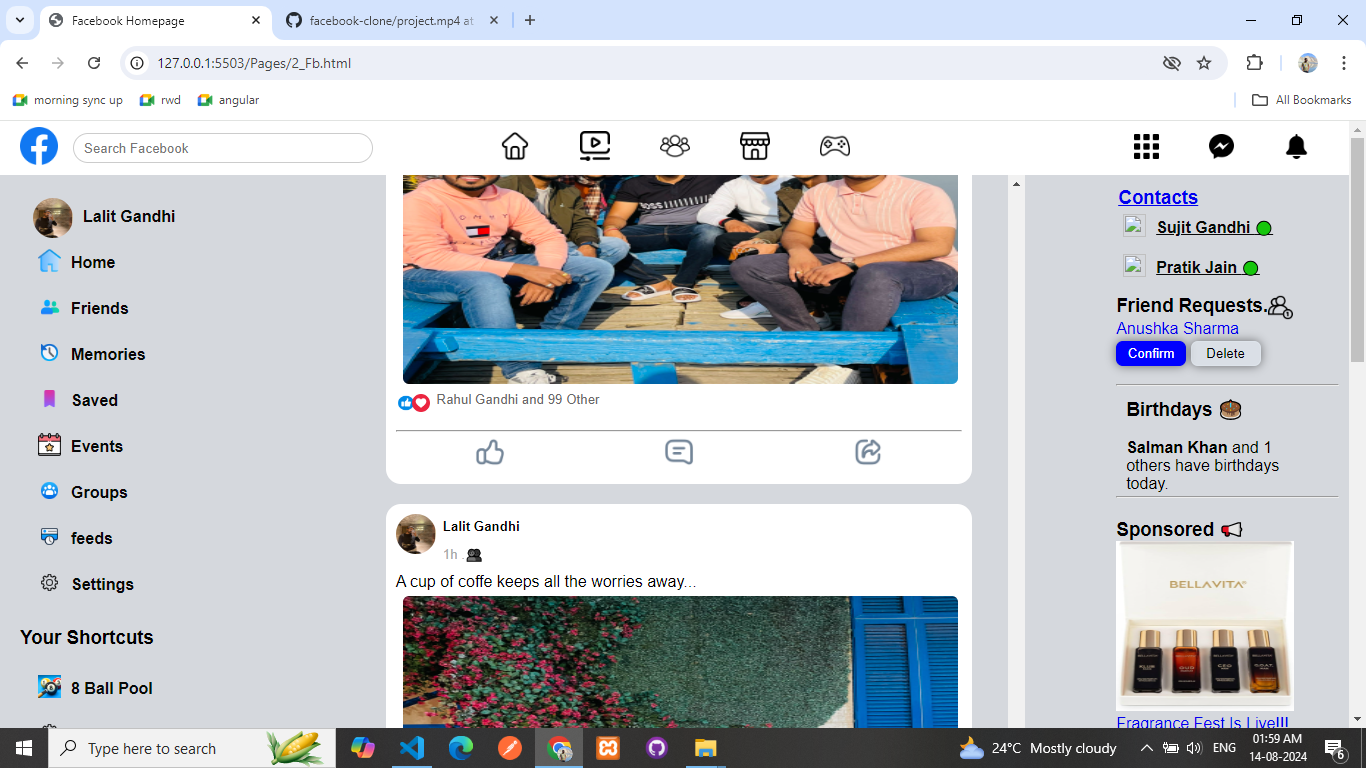 Facebook Homepage
facebook-clone/project.mp4 at
127.0.0.1:5503/Pages/2_Fb.html
morning sync up
rwd
angular
All Bookmarks
Search Facebook
Lalit Gandhi
Home
Friends
Memories
Saved
Events
Groups
feeds
Settings
Your Shortcuts
8 Ball Pool
Rahul Gandhi and 99 Other
Lalit Gandhi
1h .
A cup of coffe keeps all the worries away...
Contacts
Sujit Gandhi
Pratik Jain
Friend Requests.
Anushka Sharma
Confirm Delete
Birthdays
Salman Khan and 1
others have birthdays
today.
Sponsored
BELLAVITA
Fragrance Fest Is Live!!!
Type here to search
24°C Mostly cloudy
ENG
01:59 AM
14-08-2024
6